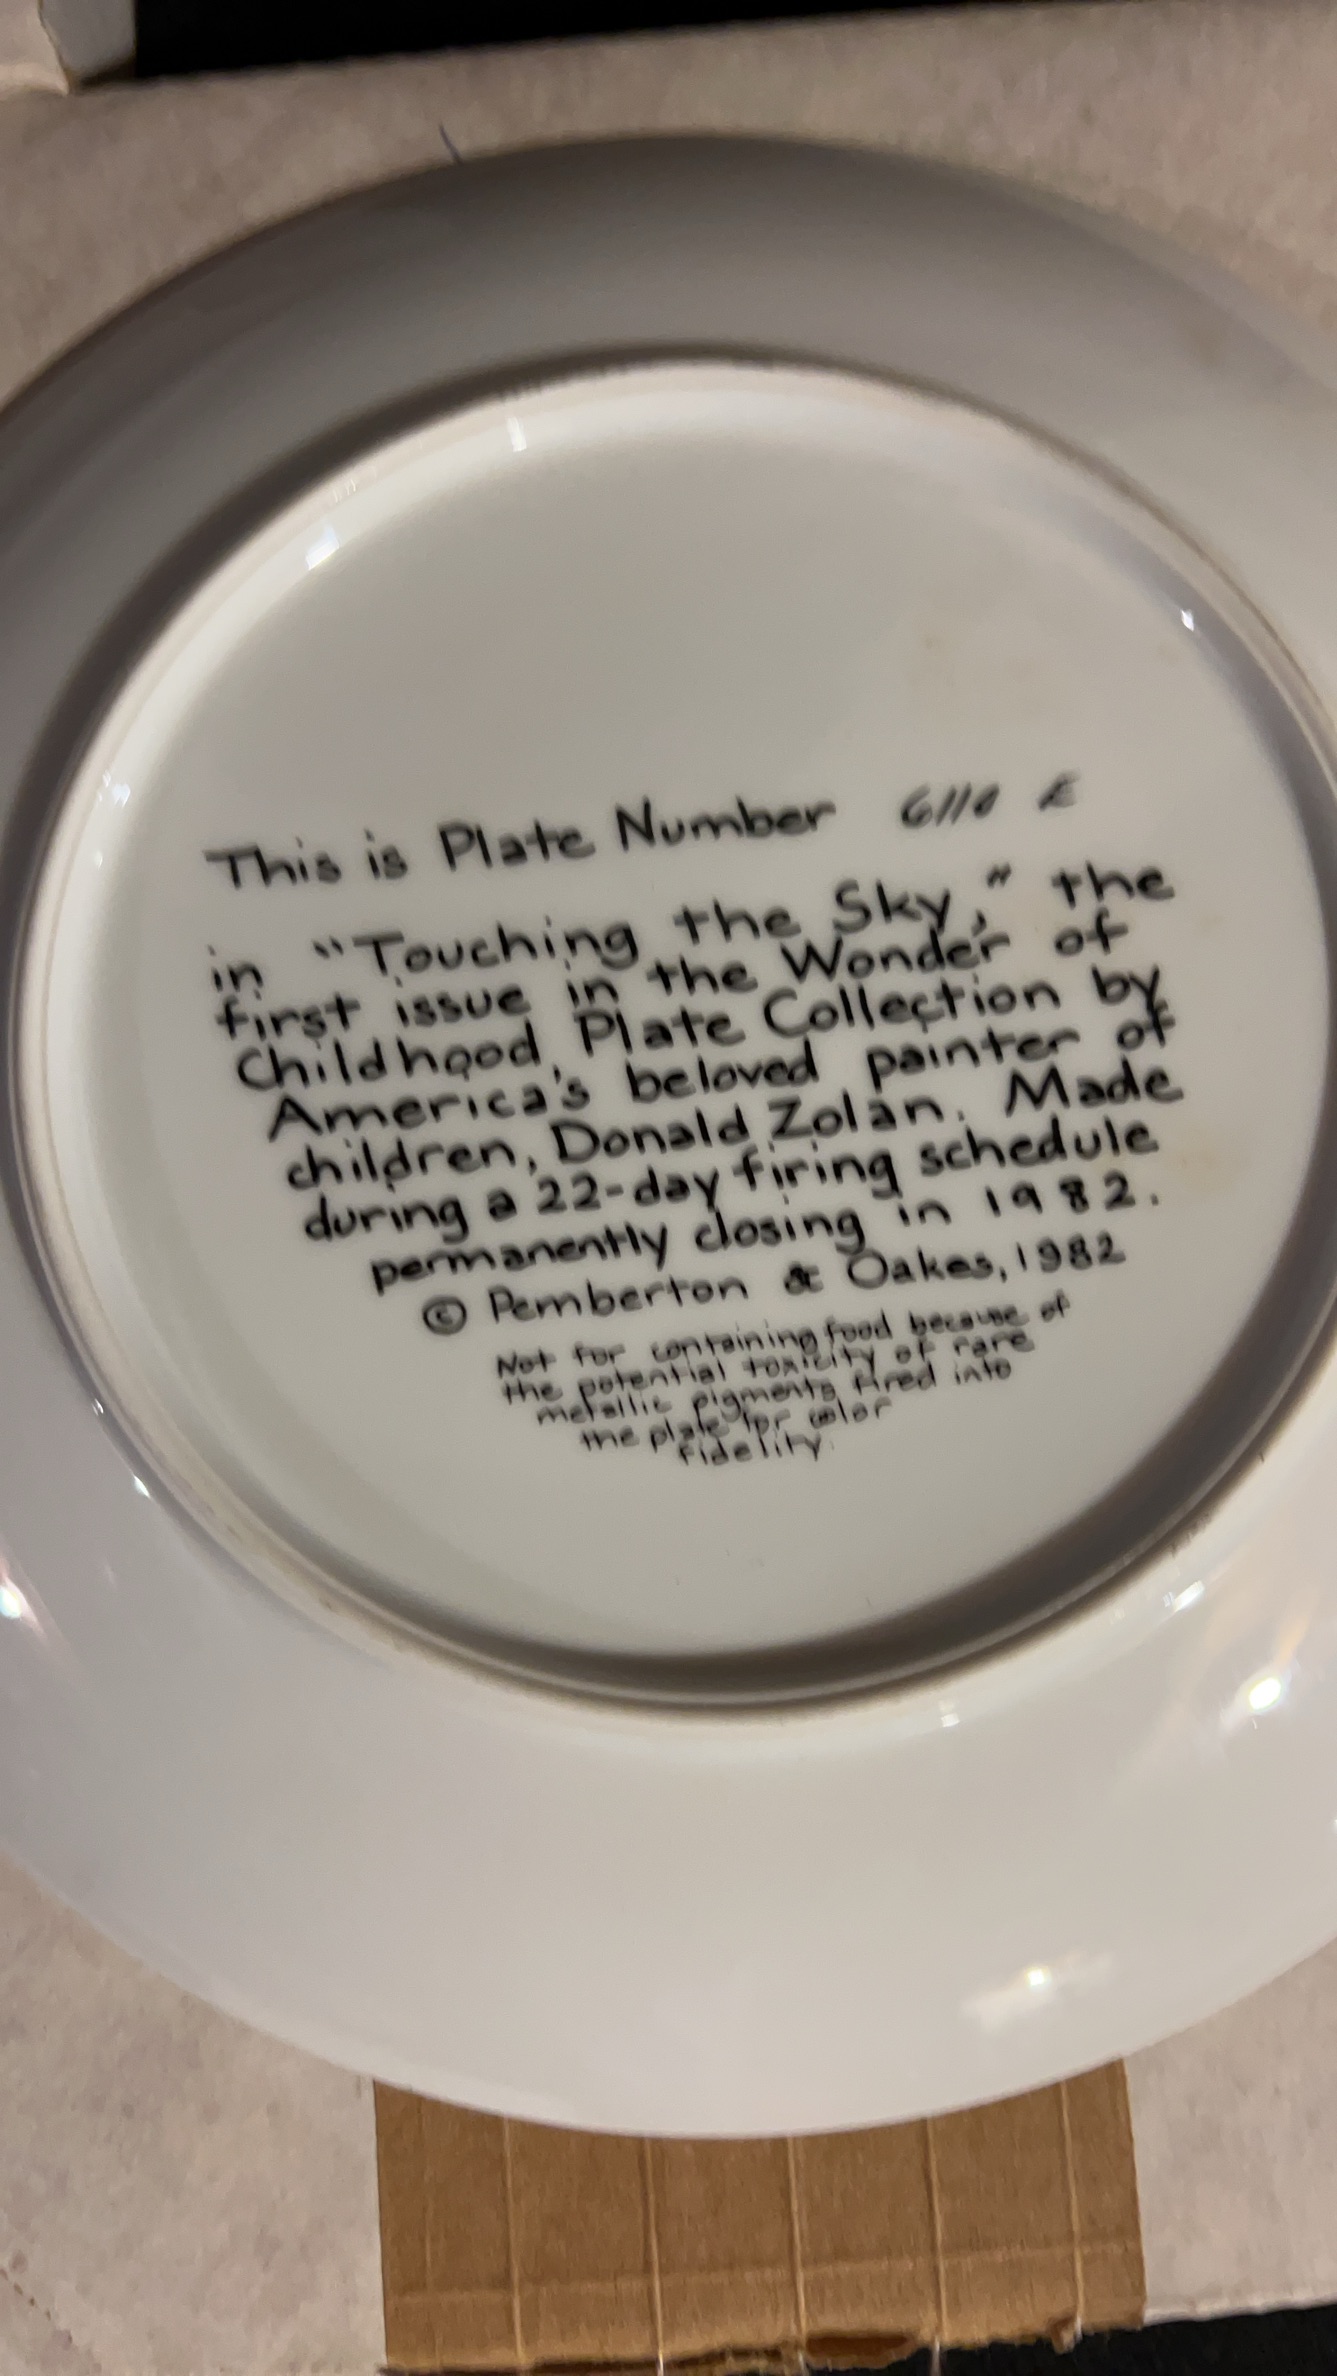 This is Plate Number 6110 E
in "Touching the Sky," the
first issue in the Wonder of
Childhood Plate Collection by
America's beloved painter of
children, Donald Zolan. Made
during a 22-day firing schedule
permanently closing in 1982.
© Pemberton & Oakes, 1982
Not for containing food because of
the potential toxicity of rare
metallic pigments fired into
the plate for color
fidelity.